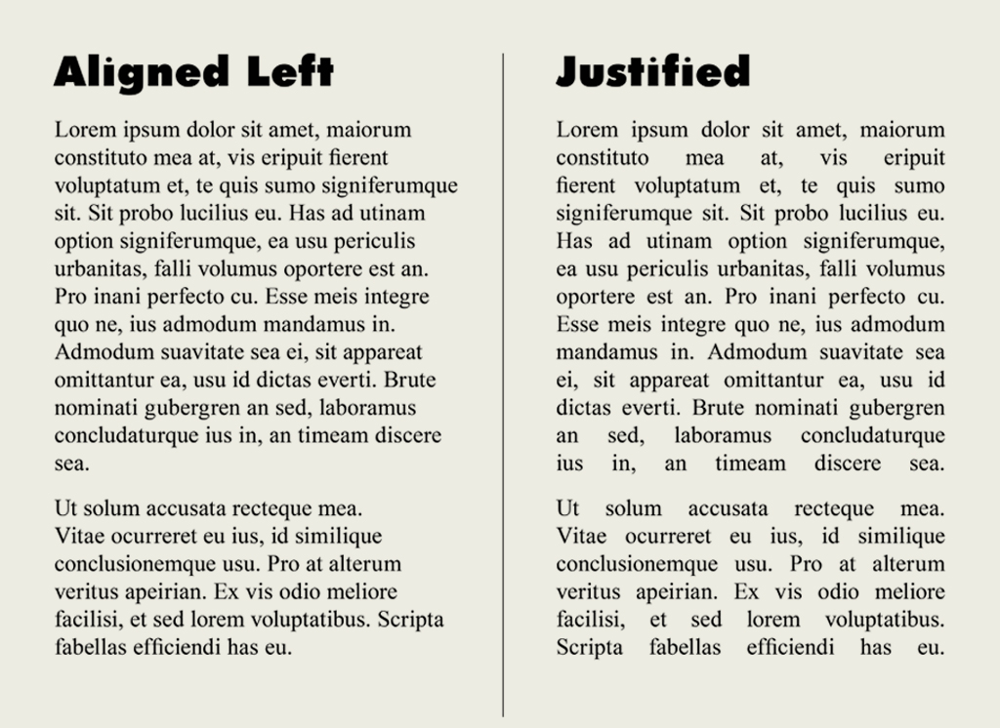 Aligned Left
Lorem ipsum dolor sit amet, maiorum
constituto mea at, vis eripuit fierent
voluptatum et, te quis sumo signiferumque
sit. Sit probo lucilius eu. Has ad utinam
option signiferumque, ea usu periculis
urbanitas, falli volumus oportere est an.
Pro inani perfecto cu. Esse meis integre
quo ne, ius admodum mandamus in.
Admodum suavitate sea ei, sit appareat
omittantur ea, usu id dictas everti. Brute
nominati gubergren an sed, laboramus
concludaturque ius in, an timeam discere
sea.
Ut solum accusata recteque mea.
Vitae ocurreret eu ius, id similique
conclusionemque usu. Pro at alterum
veritus apeirian. Ex vis odio meliore
facilisi, et sed lorem voluptatibus. Scripta
fabellas efficiendi has eu.
Justified
Lorem ipsum dolor sit amet, maiorum
constituto mea at, vis eripuit
fierent voluptatum et, te quis sumo
signiferumque sit. Sit probo lucilius eu.
Has ad utinam option signiferumque,
ea usu periculis urbanitas, falli volumus
oportere est an. Pro inani perfecto cu.
Esse meis integre quo ne, ius admodum
mandamus in. Admodum suavitate sea
ei, sit appareat omittantur ea, usu id
dictas everti. Brute nominati gubergren
an sed, laboramus concludaturque
ius in, an timeam discere sea.
Ut solum accusata recteque mea.
Vitae ocurreret eu ius, id similique
conclusionemque usu. Pro at alterum
veritus apeirian. Ex vis odio meliore
facilisi, et sed lorem voluptatibus.
Scripta fabellas efficiendi has eu.